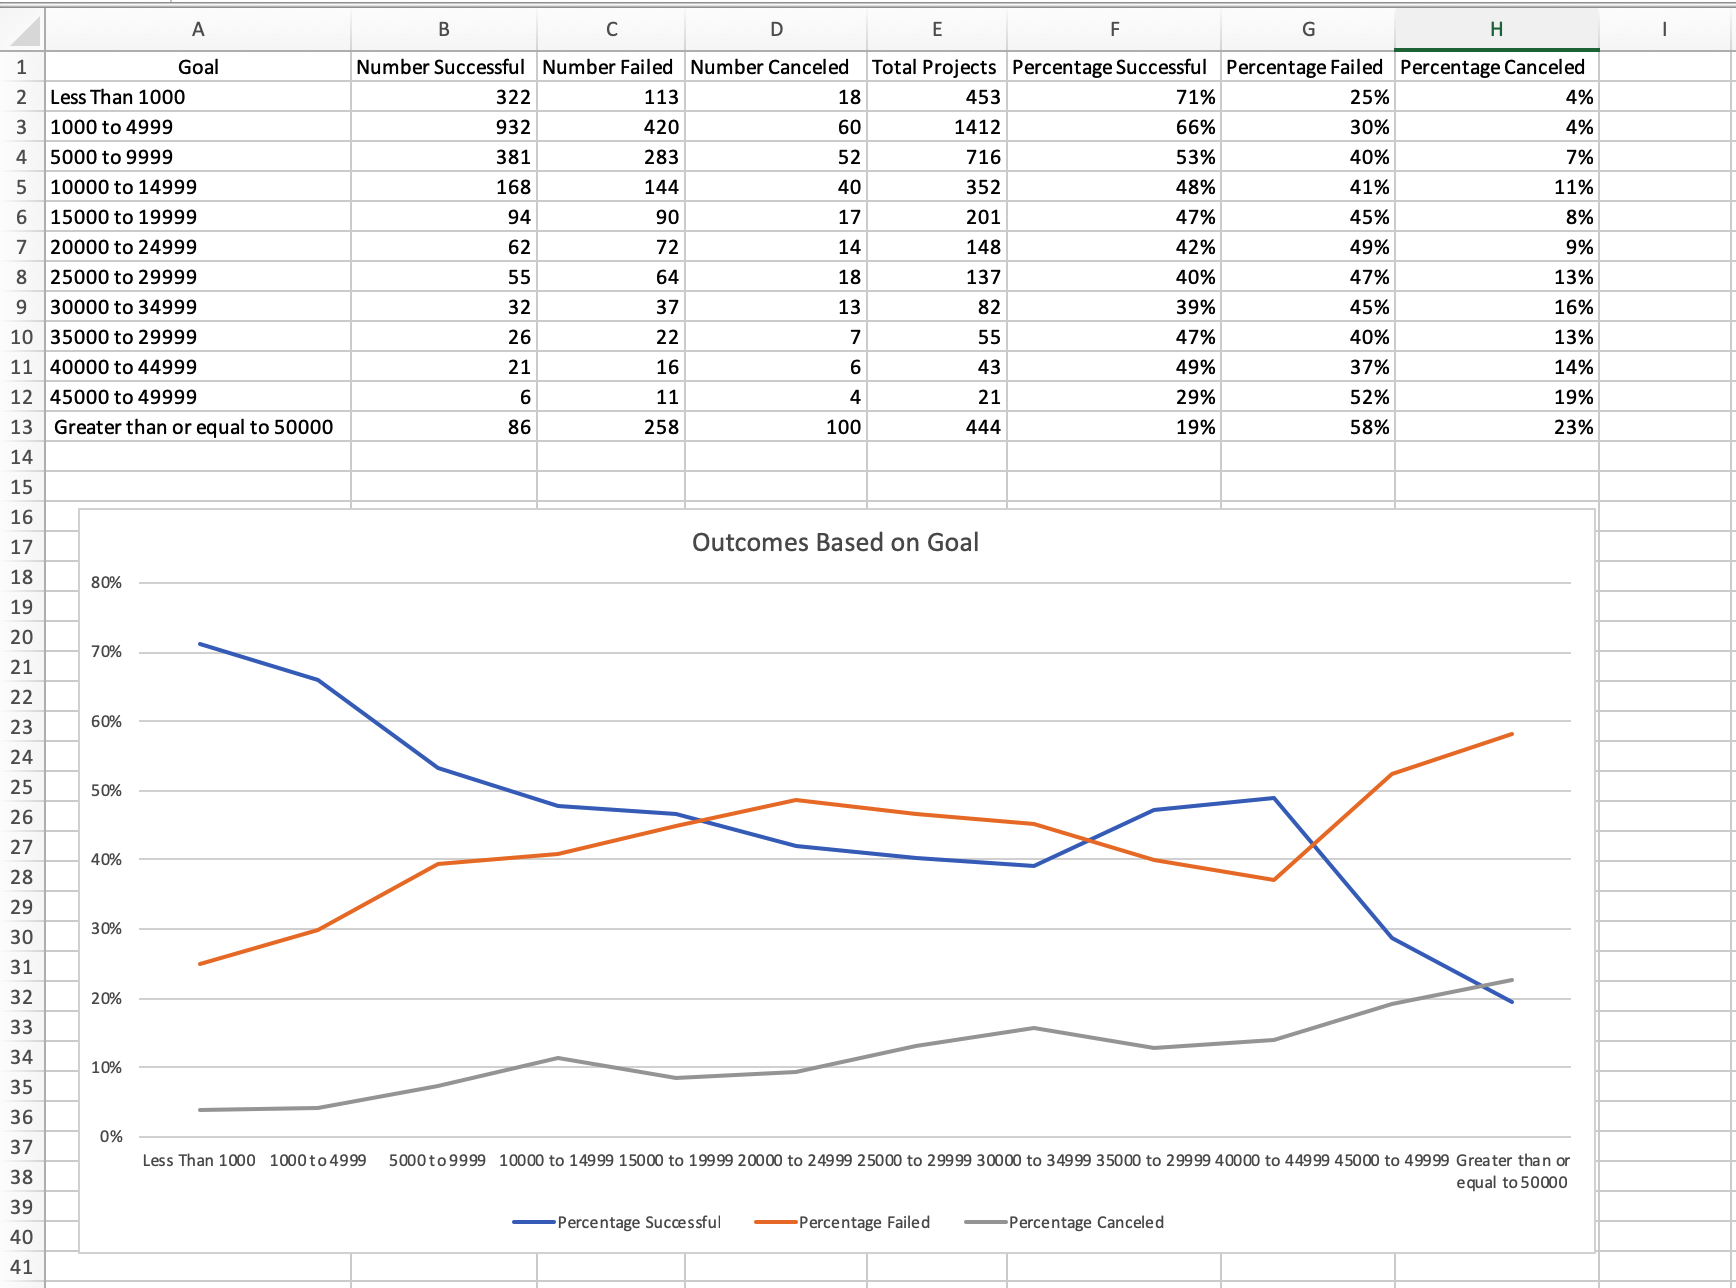 A B C D E F G H I
1 Goal Number Successful Number Failed Number Canceled Total Projects Percentage Successful Percentage Failed Percentage Canceled
2 Less Than 1000 322 113 18 453 71% 25% 4%
3 1000 to 4999 932 420 60 1412 66% 30% 4%
4 5000 to 9999 381 283 52 716 53% 40% 7%
5 10000 to 14999 168 144 40 352 48% 41% 11%
6 15000 to 19999 94 90 17 201 47% 45% 8%
7 20000 to 24999 62 72 14 148 42% 49% 9%
8 25000 to 29999 55 64 18 137 40% 47% 13%
9 30000 to 34999 32 37 13 82 39% 45% 16%
10 35000 to 29999 26 22 7 55 47% 40% 13%
11 40000 to 44999 21 16 6 43 49% 37% 14%
12 45000 to 49999 6 11 4 21 29% 52% 19%
13 Greater than or equal to 50000 86 258 100 444 19% 58% 23%
14
15
16
17
18
19
20
21
22
23
24
25
26
27
28
29
30
31
32
33
34
35
36
37
38
39
40
41
Outcomes Based on Goal
80%
70%
60%
50%
40%
30%
20%
10%
0%
Less Than 1000 1000 to 4999 5000 to 9999 10000 to 14999 15000 to 19999 20000 to 24999 25000 to 29999 30000 to 34999 35000 to 29999 40000 to 44999 45000 to 49999 Greater than or
equal to 50000
Percentage Successful Percentage Failed Percentage Canceled